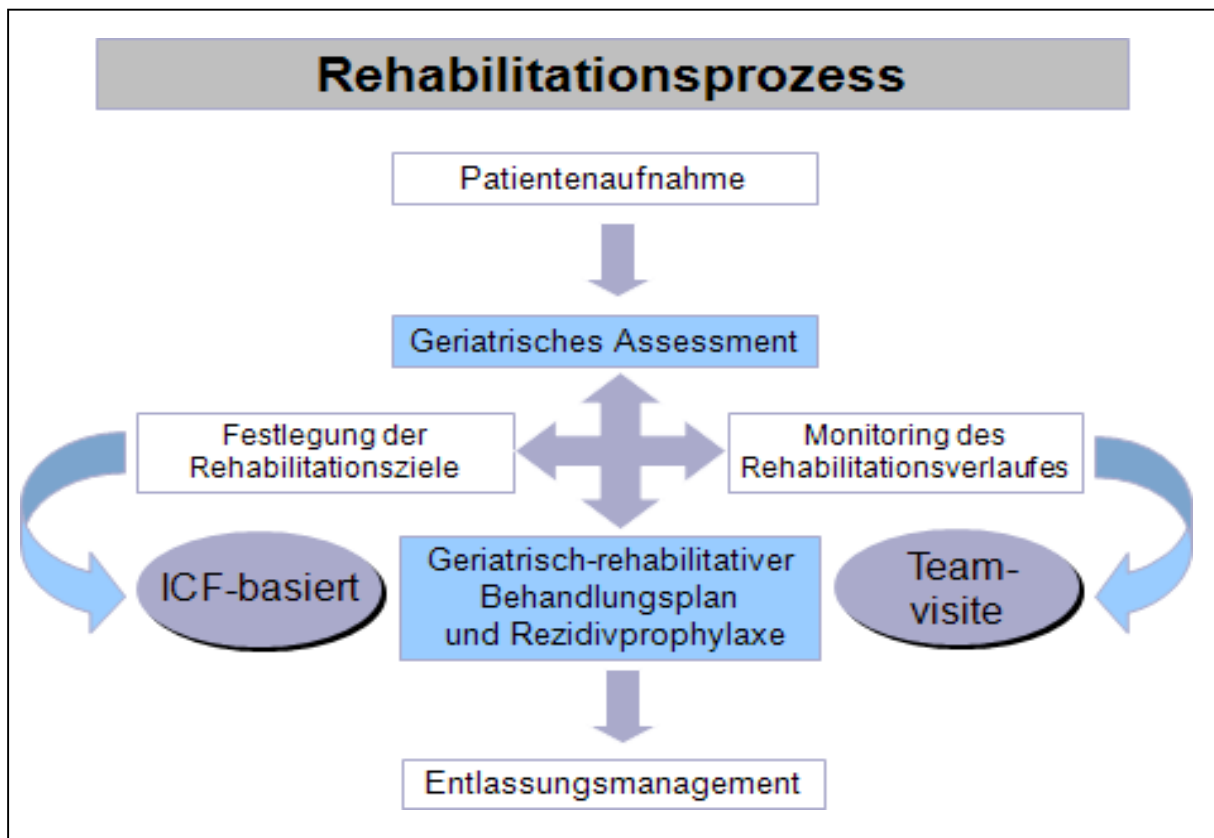 Rehabilitationsprozess
Patientenaufnahme
Geriatrisches Assessment
Festlegung der
Rehabilitationsziele
Monitoring des
Rehabilitationsverlaufes
ICF-basiert
Geriatrisch-rehabilitativer
Behandlungsplan
und Rezidivprophylaxe
Team-
visite
Entlassungsmanagement